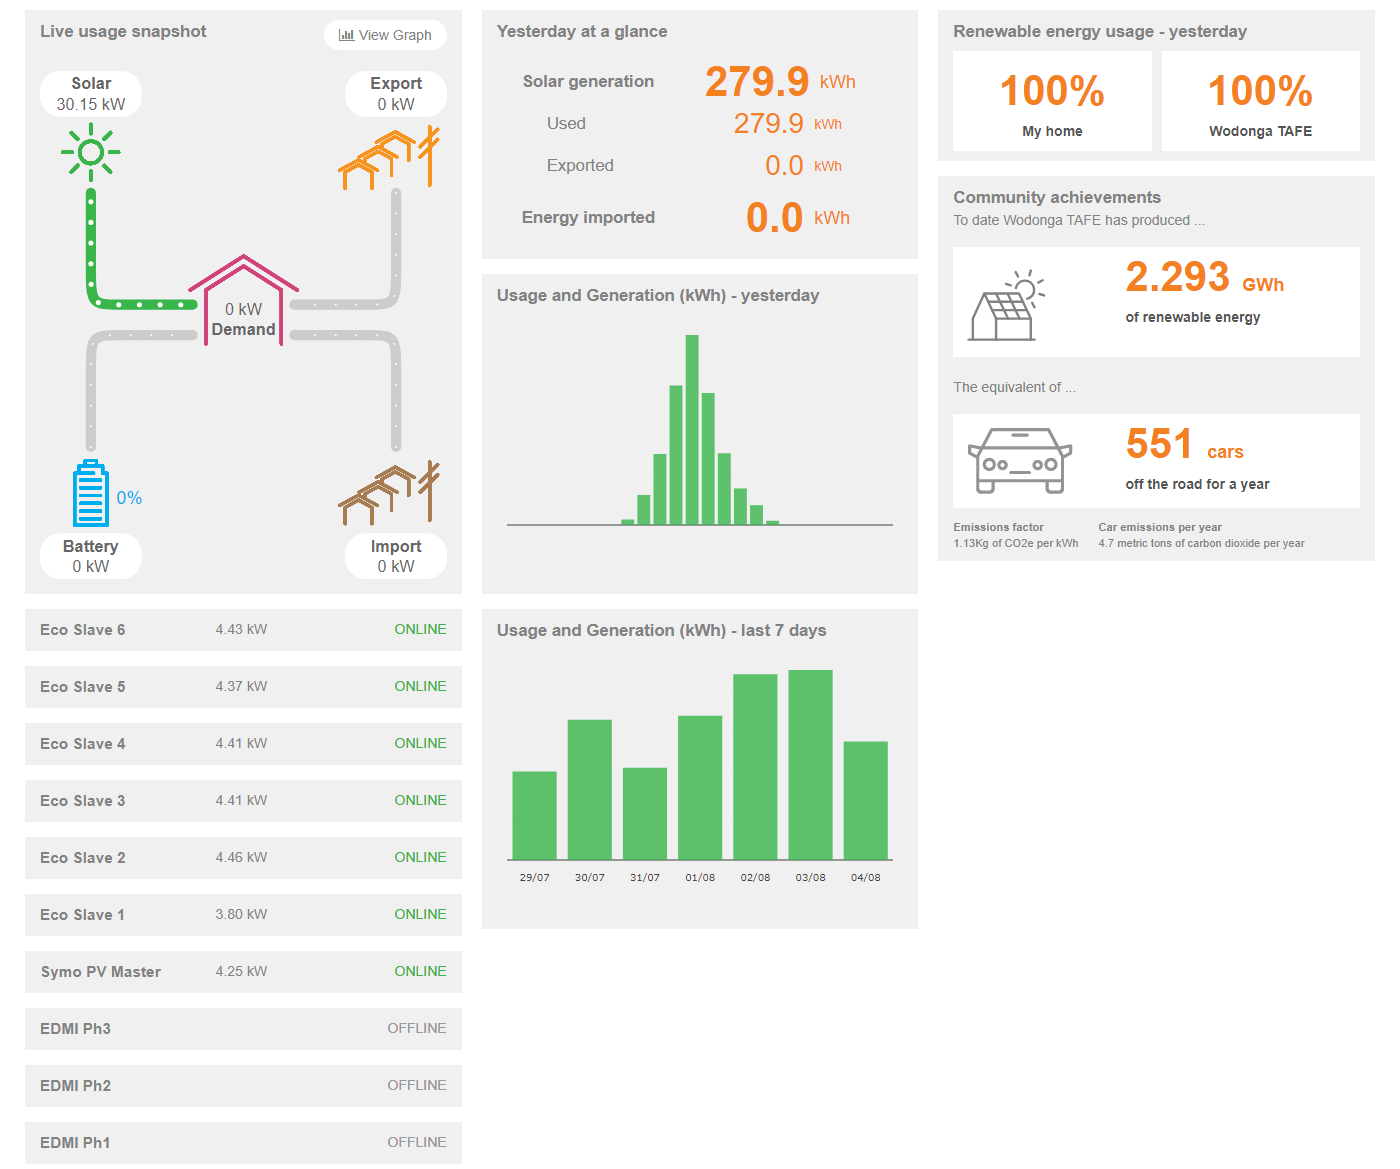 Live usage snapshot
View Graph
Solar
30.15 kW
Export
0 kW
0 kW
Demand
0%
Battery
0 kW
Import
0 kW
Eco Slave 6 4.43 kW ONLINE
Eco Slave 5 4.37 kW ONLINE
Eco Slave 4 4.41 kW ONLINE
Eco Slave 3 4.41 kW ONLINE
Eco Slave 2 4.46 kW ONLINE
Eco Slave 1 3.80 kW ONLINE
Symo PV Master 4.25 kW ONLINE
EDMI Ph3 OFFLINE
EDMI Ph2 OFFLINE
EDMI Ph1 OFFLINE
Yesterday at a glance
Solar generation 279.9 kWh
Used 279.9 kWh
Exported 0.0 kWh
Energy imported 0.0 kWh
Usage and Generation (kWh) - yesterday
Usage and Generation (kWh) - last 7 days
29/07 30/07 31/07 01/08 02/08 03/08 04/08
Renewable energy usage - yesterday
100%
My home
100%
Wodonga TAFE
Community achievements
To date Wodonga TAFE has produced ...
2.293 GWh
of renewable energy
The equivalent of ...
551 cars
off the road for a year
Emissions factor
1.13Kg of CO2e per kWh
Car emissions per year
4.7 metric tons of carbon dioxide per year